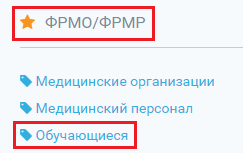 ФРМО/ФРМР
Медицинские организации
Медицинский персонал
Обучающиеся